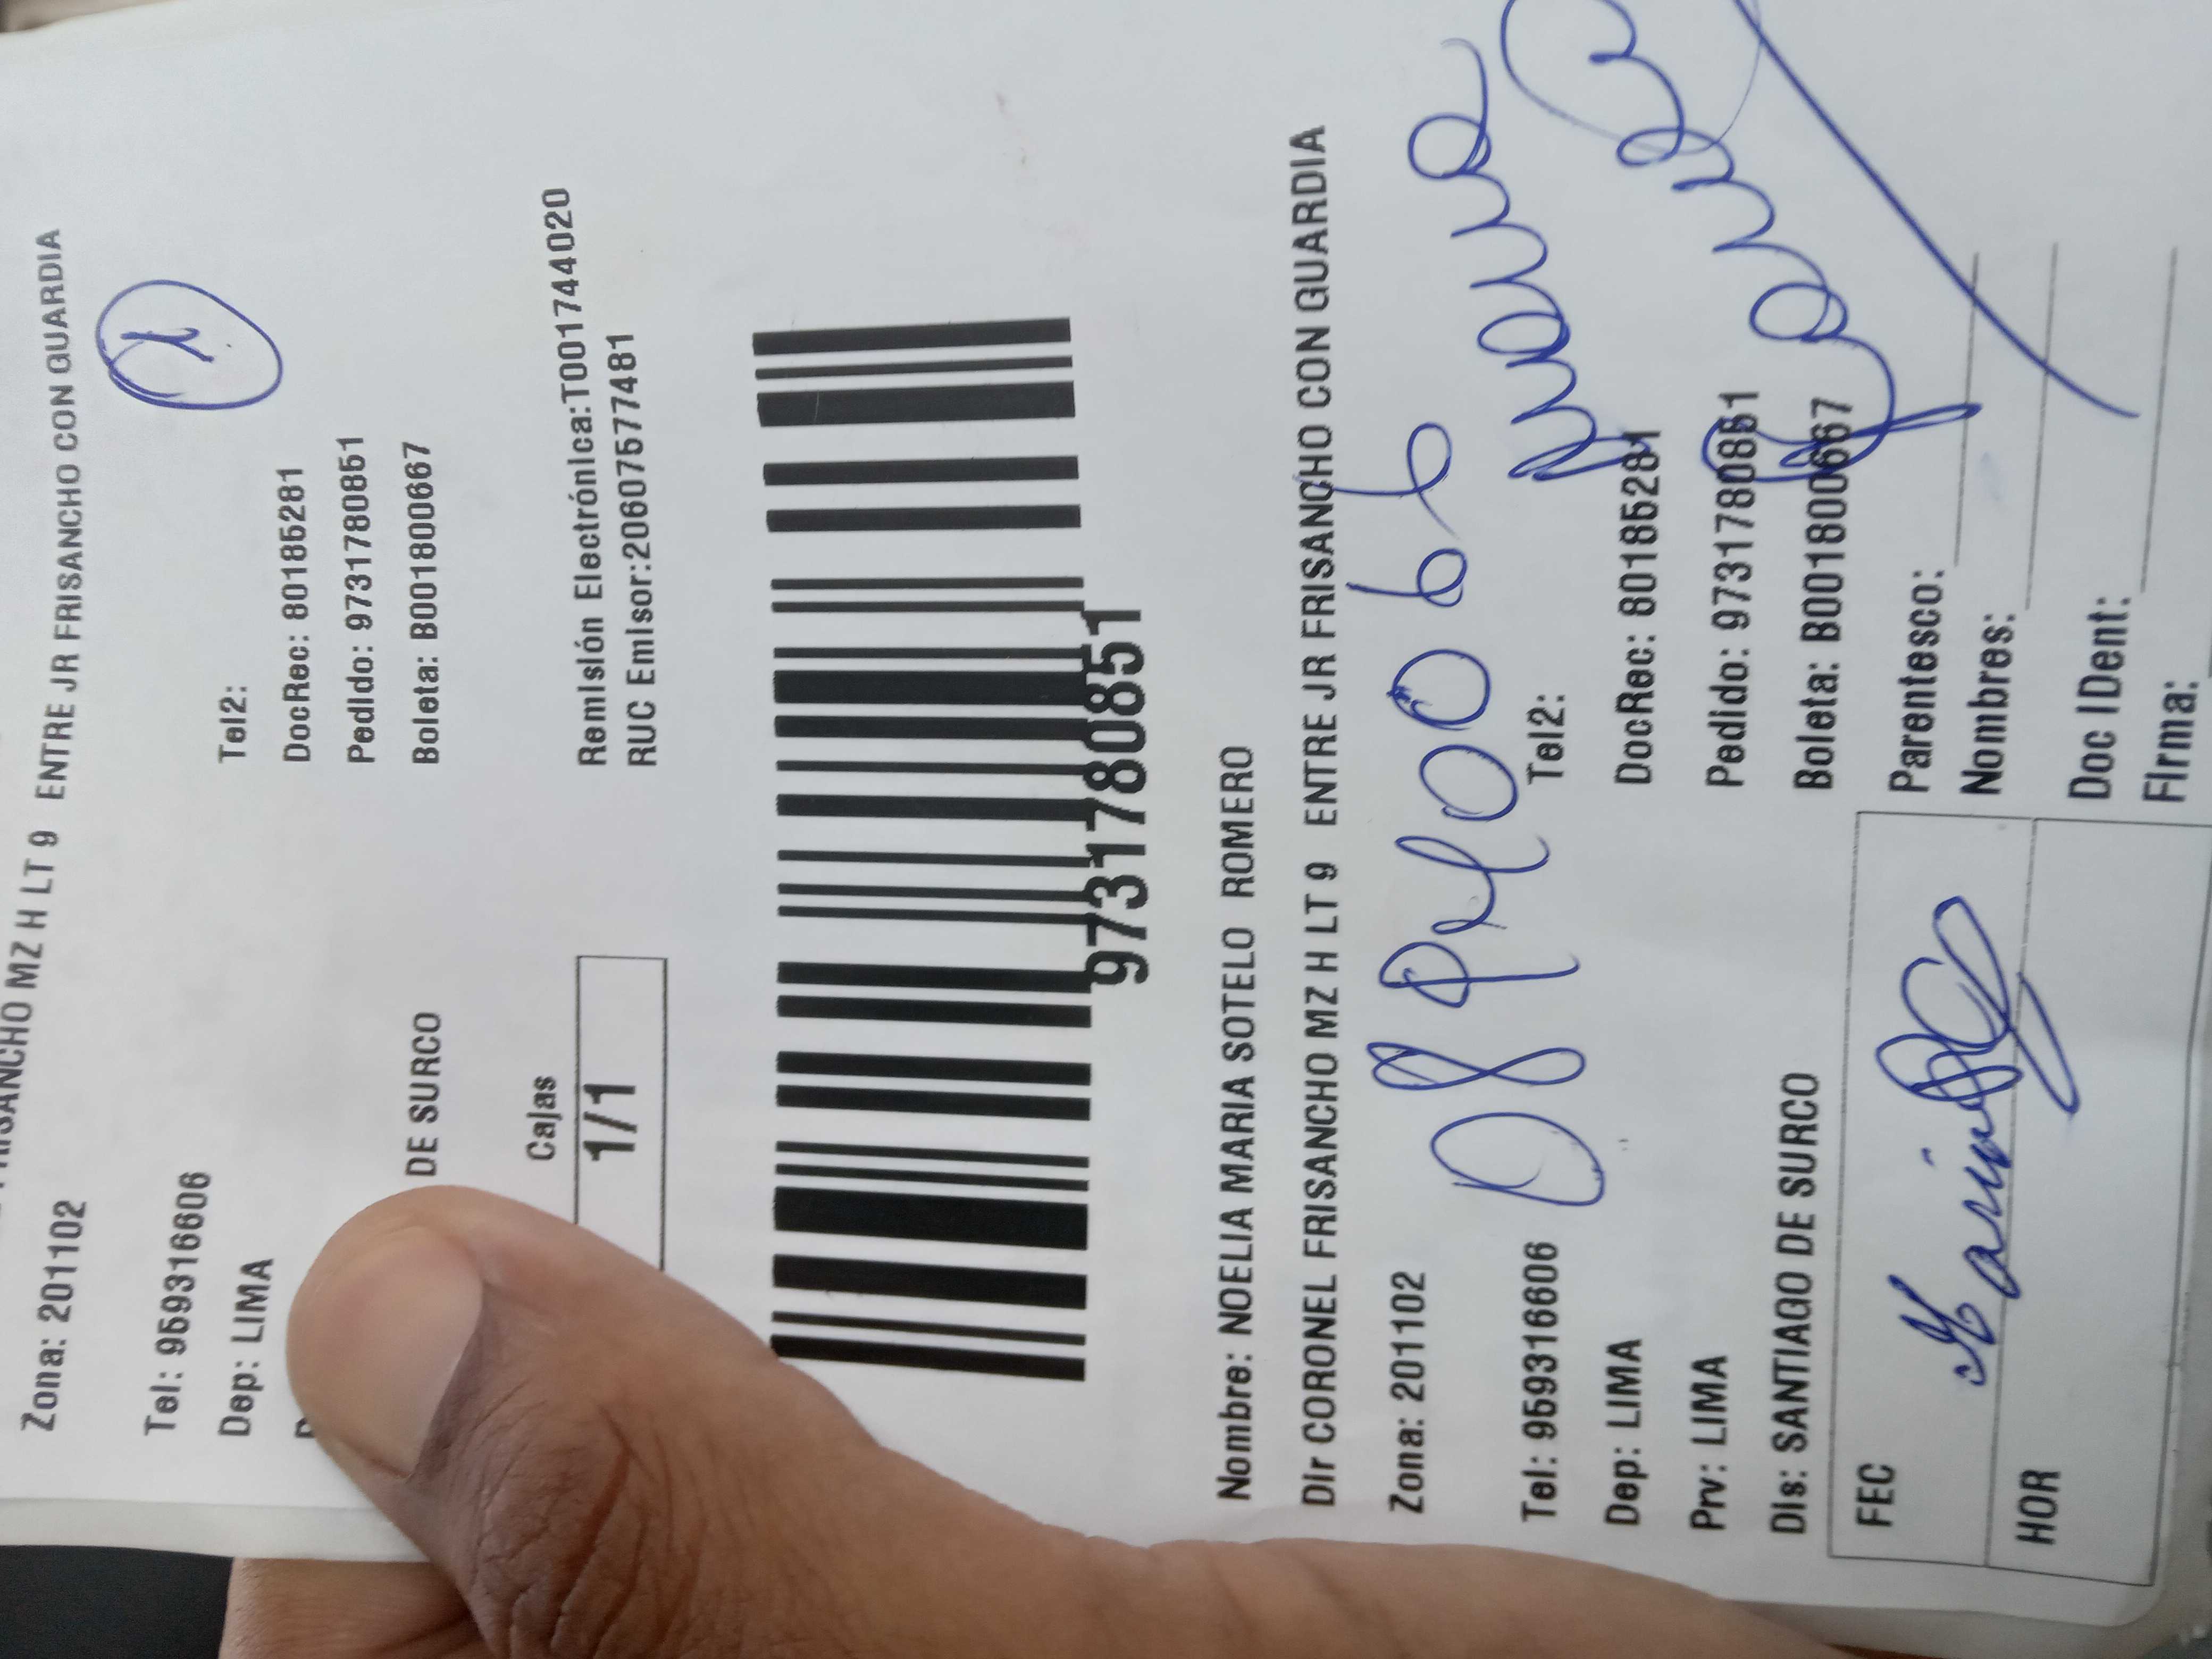 FRISANCHO MZ H LT 9 ENTRE JR FRISANCHO CON GUARDIA
Zona: 201102
Tel: 959316606 Tel2:
Dep: LIMA DocRec: 80185281
Pedido: 9731780851
DE SURCO Boleta: B001800667
Cajas
1/1
Remisión Electrónica:T001744020
RUC Emisor:20607577481
9731780851
Nombre: NOELIA MARIA SOTELO ROMERO
Dir CORONEL FRISANCHO MZ H LT 9 ENTRE JR FRISANCHO CON GUARDIA
Zona: 201102
Tel: 959316606 Tel2:
Dep: LIMA DocRec: 80185281
Prv: LIMA Pedido: 9731780851
Dis: SANTIAGO DE SURCO Boleta: B001800667
FEC
HOR
Parentesco:
Nombres:
Doc IDent:
Firma: